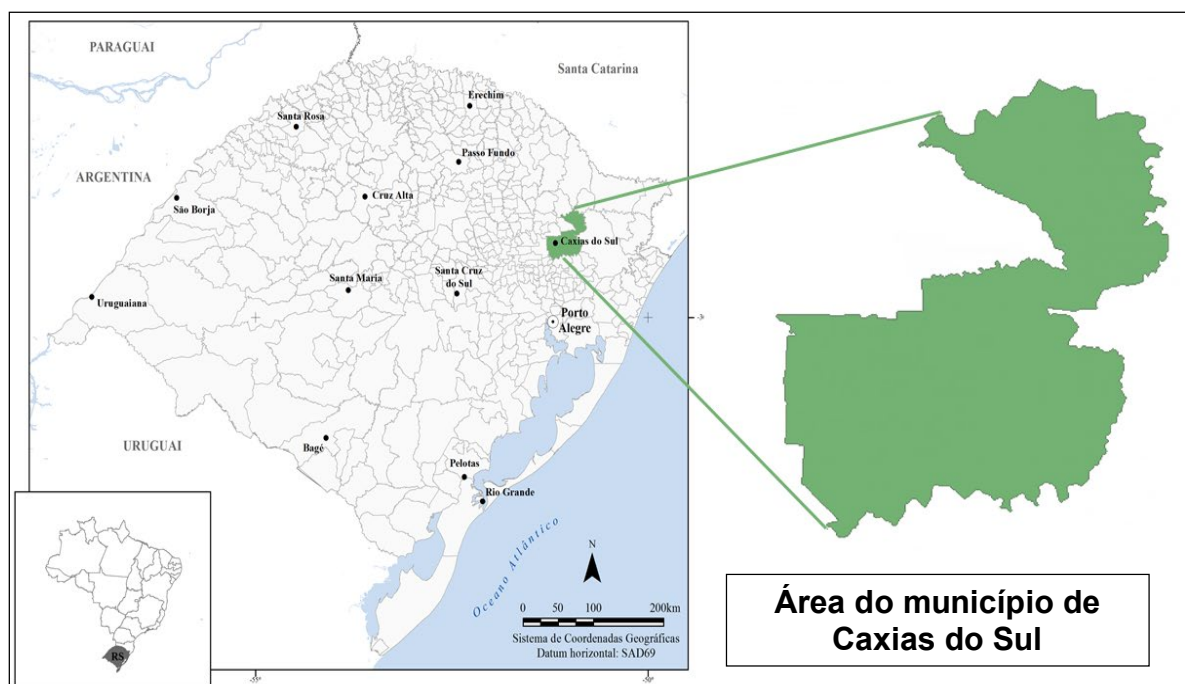 PARAGUAI
Santa Catarina
Erechim
Santa Rosa
Passo Fundo
ARGENTINA
Cruz Alta
São Borja
Caxias do Sul
Santa Maria
Santa Cruz
do Sul
Uruguaiana
Porto
Alegre
URUGUAI
Bagé
Pelotas
Rio Grande
Oceano Atlântico
N
0 25 50 100 200km
Sistema de Coordenadas Geográficas
Datum horizontal: SAD69
RS
Área do município de
Caxias do Sul